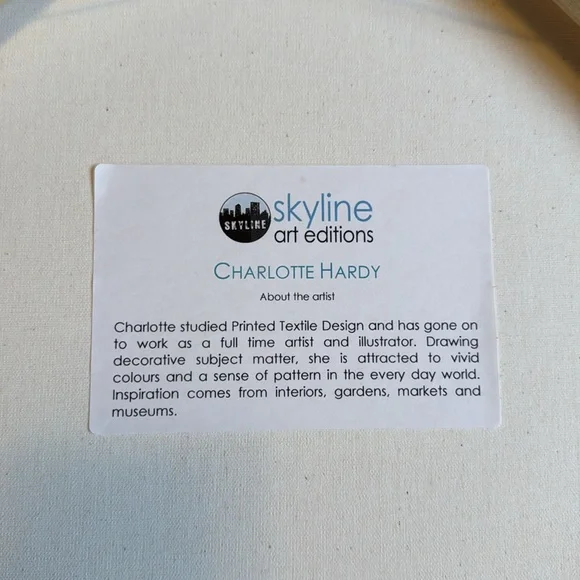 SKYLINE
skyline
art editions
CHARLOTTE HARDY
About the artist
Charlotte studied Printed Textile Design and has gone on
to work as a full time artist and illustrator. Drawing
decorative subject matter, she is attracted to vivid
colours and a sense of pattern in the every day world.
Inspiration comes from interiors, gardens, markets and
museums.